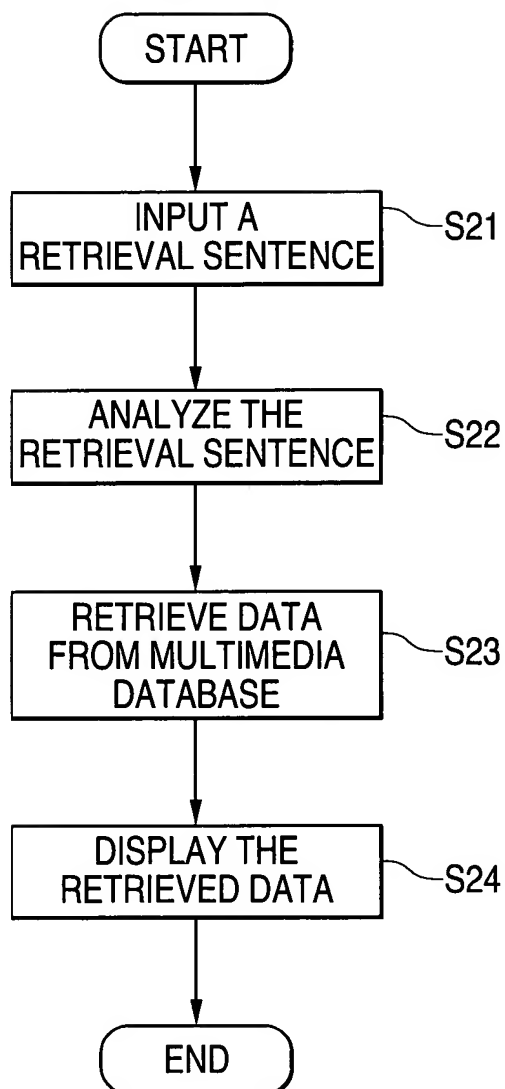 START
INPUT A
RETRIEVAL SENTENCE
S21
ANALYZE THE
RETRIEVAL SENTENCE
S22
RETRIEVE DATA
FROM MULTIMEDIA
DATABASE
S23
DISPLAY THE
RETRIEVED DATA
S24
END